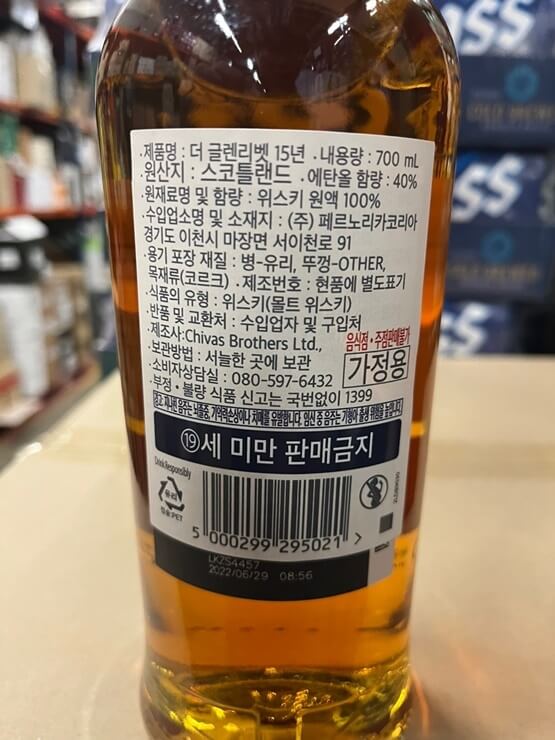 ·제품명 : 더 글렌리벳 15년 ·내용량 : 700 mL
·원산지 : 스코틀랜드 ·에탄올 함량 : 40%
·원재료명 및 함량 : 위스키 원액 100%
·수입업소명 및 소재지 : (주) 페르노리카코리아
경기도 이천시 마장면 서이천로 91
·용기 포장 재질 : 병-유리, 뚜껑-OTHER,
목재류(코르크) ·제조번호 : 현품에 별도표기
·식품의 유형 : 위스키(몰트 위스키)
·반품 및 교환처 : 수입업자 및 구입처
·제조사:Chivas Brothers Ltd.,
음식점·주점판매불가
·보관방법 : 서늘한 곳에 보관
가정용
·소비자상담실 : 080-597-6432
·부정·불량 식품 신고는 국번없이 1399
⑲세 미만 판매금지
Drink Responsibly
유리
5 000299 295021 >
LKZS4457
2022/06/29 08:56